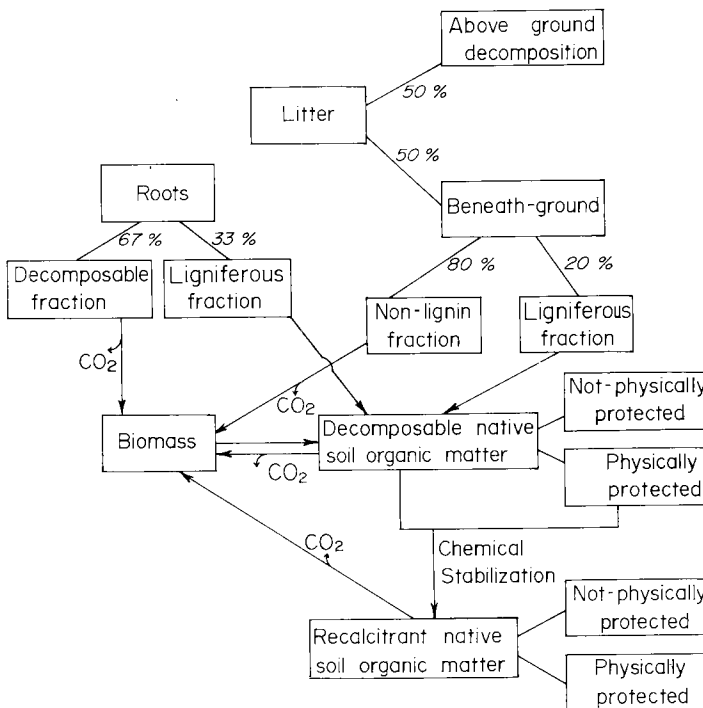 Above ground
decomposition
50 %
Litter
50 %
Roots
Beneath-ground
67 %
33 %
80 %
20 %
Decomposable
fraction
Ligniferous
fraction
Non-lignin
fraction
Ligniferous
fraction
CO2
CO2
Not-physically
protected
Biomass
Decomposable native
soil organic matter
CO2
Physically
protected
CO2
Chemical
Stabilization
Not-physically
protected
Recalcitrant native
soil organic matter
Physically
protected